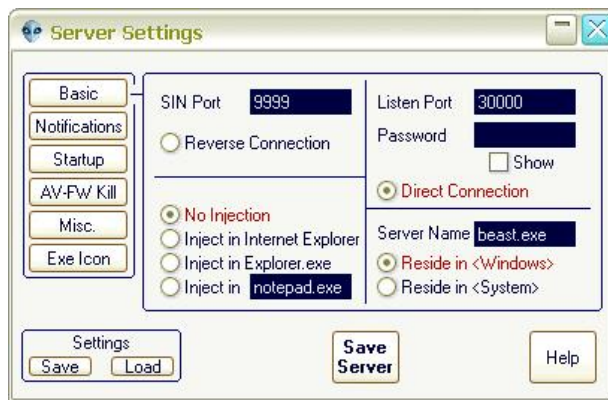 Server Settings
Basic
Notifications
Startup
AV-FW Kill
Misc.
Exe Icon
SIN Port 9999
Reverse Connection
No Injection
Inject in Internet Explorer
Inject in Explorer.exe
Inject in notepad.exe
Listen Port 30000
Password
Show
Direct Connection
Server Name beast.exe
Reside in <Windows>
Reside in <System>
Settings
Save Load
Save
Server
Help